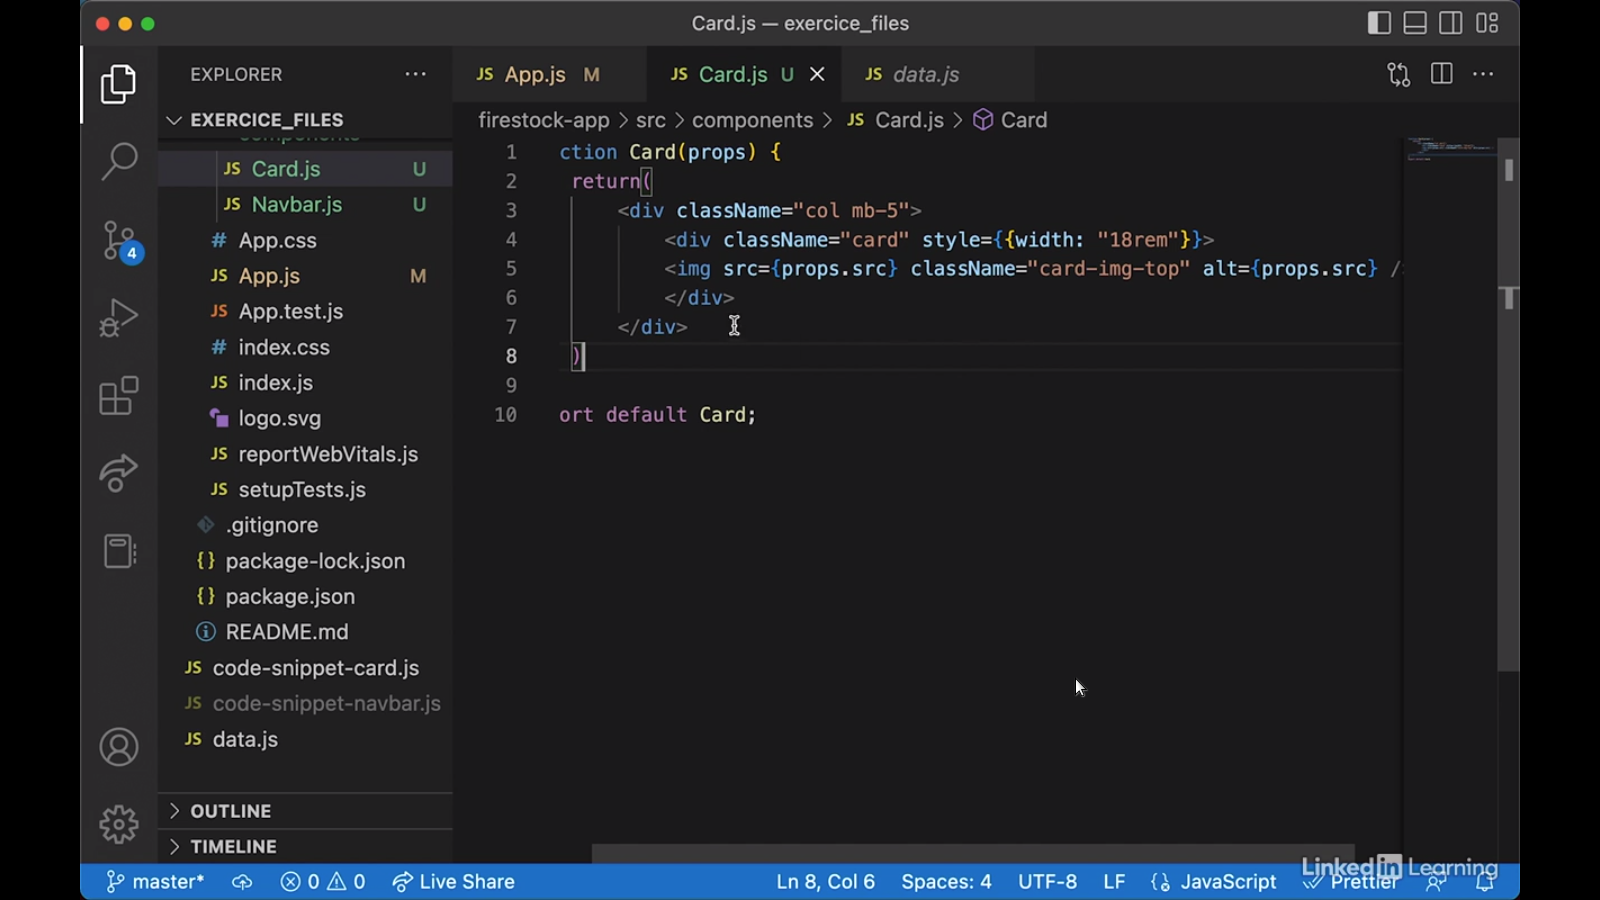 Card.js — exercice_files
EXPLORER
App.js M
Card.js U
data.js
EXERCICE_FILES
firestock-app > src > components > JS Card.js > Card
components
JS Card.js U
JS Navbar.js U
# App.css
JS App.js M
JS App.test.js
# index.css
JS index.js
logo.svg
JS reportWebVitals.js
JS setupTests.js
.gitignore
{} package-lock.json
{} package.json
README.md
JS code-snippet-card.js
JS code-snippet-navbar.js
JS data.js
OUTLINE
TIMELINE
4
1 ction Card(props) {
2 return(
3 <div className="col mb-5">
4 <div className="card" style={{width: "18rem"}}>
5 <img src={props.src} className="card-img-top" alt={props.src} />
6 </div>
7 </div>
8 )
9
10 ort default Card;
LinkedIn Learning
master* 0 0 Live Share Ln 8, Col 6 Spaces: 4 UTF-8 LF {} JavaScript Prettier